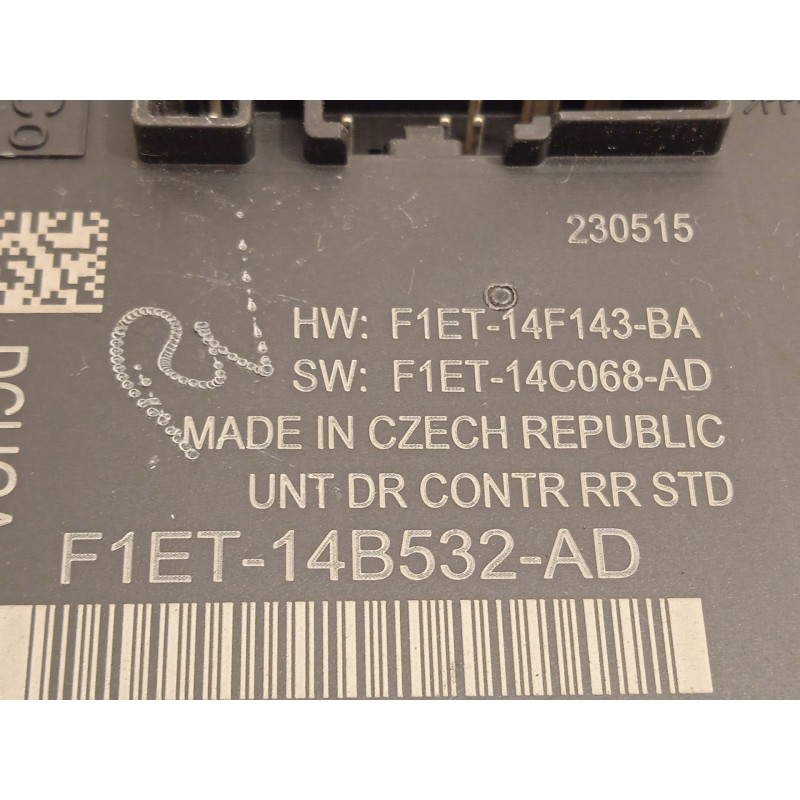 230515
HW: F1ET-14F143-BA
SW: F1ET-14C068-AD
MADE IN CZECH REPUBLIC
UNT DR CONTR RR STD
F1ET-14B532-AD